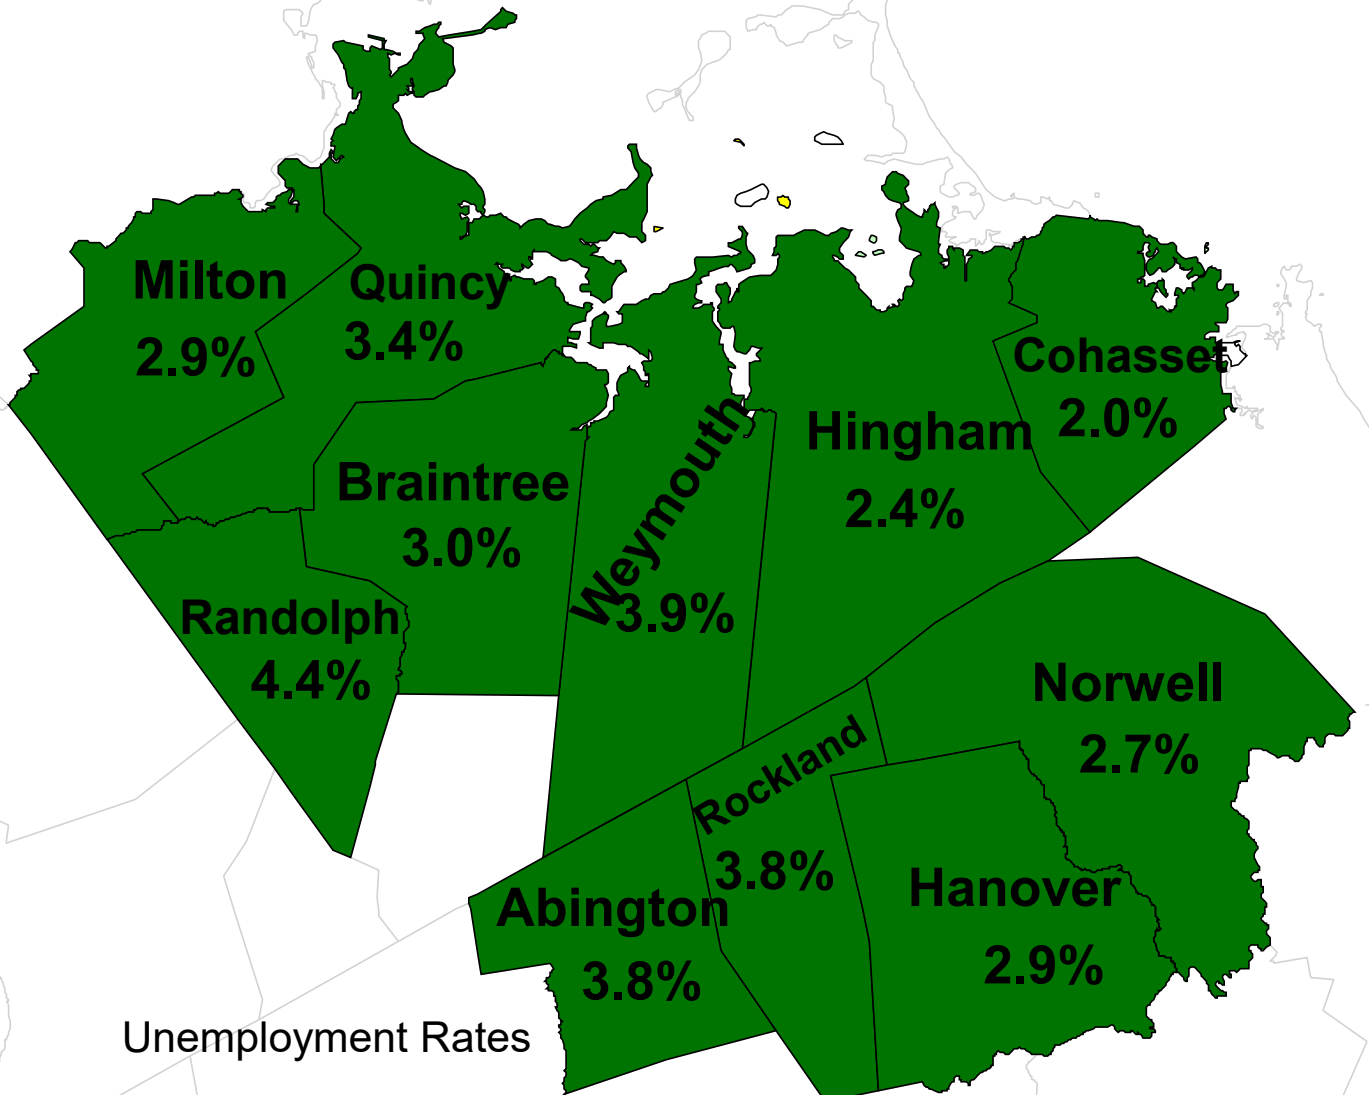 Milton
2.9%
Quincy
3.4%
Cohasset
2.0%
Hingham
2.4%
Braintree
3.0%
Weymouth
3.9%
Randolph
4.4%
Norwell
2.7%
Rockland
3.8%
Hanover
2.9%
Abington
3.8%
Unemployment Rates